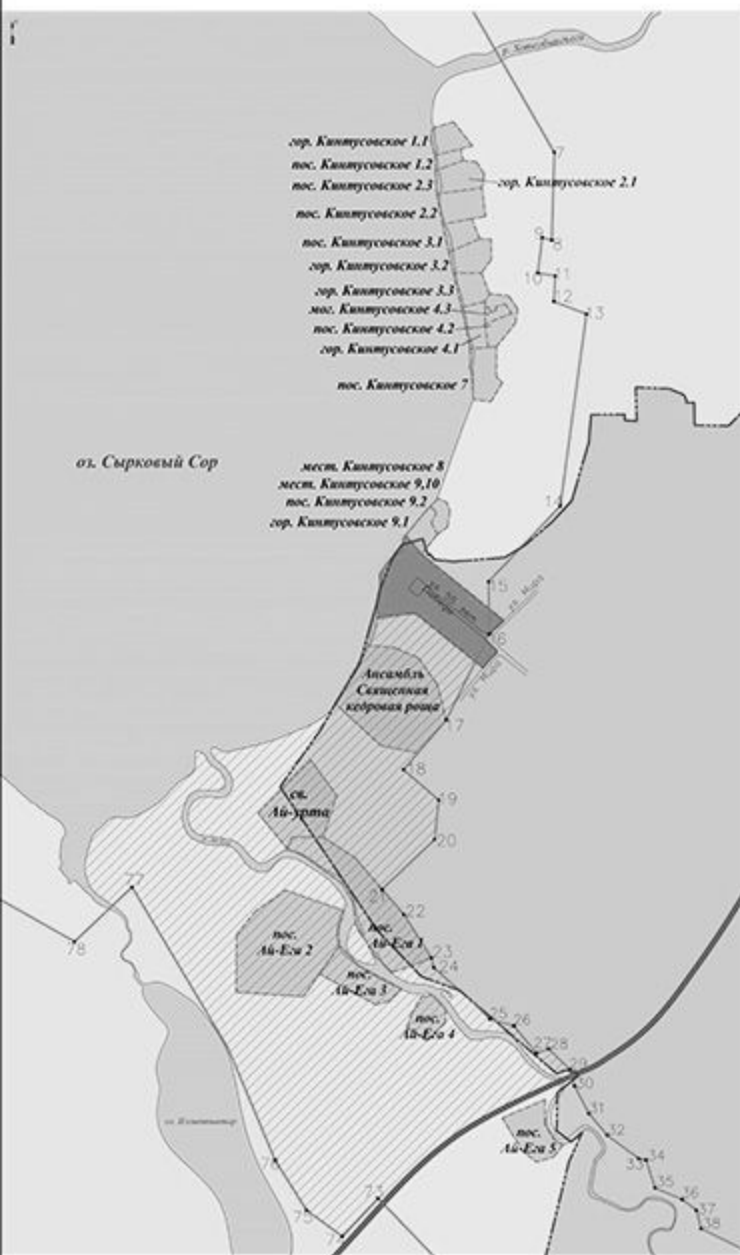 гор. Кинтусовское 1.1
пос. Кинтусовское 1.2
пос. Кинтусовское 2.3
гор. Кинтусовское 2.1
пос. Кинтусовское 2.2
пос. Кинтусовское 3.1
гор. Кинтусовское 3.2
гор. Кинтусовское 3.3
мог. Кинтусовское 4.3
пос. Кинтусовское 4.2
гор. Кинтусовское 4.1
пос. Кинтусовское 7
7
9
8
10
11
12
13
оз. Сырковый Сор
мест. Кинтусовское 8
мест. Кинтусовское 9,10
пос. Кинтусовское 9.2
гор. Кинтусовское 9.1
14
15
ул. Мира
6
ул. Мира
Ансамбль
Священная
кедровая роща
17
18
19
20
св.
Ай-урта
21
22
23
24
77
78
пос.
Ай-Ега 1
пос.
Ай-Ега 2
пос.
Ай-Ега 3
пос.
Ай-Ега 4
25
26
27
28
29
30
31
32
33
34
35
36
37
38
пос.
Ай-Ега 5
76
75
74
73